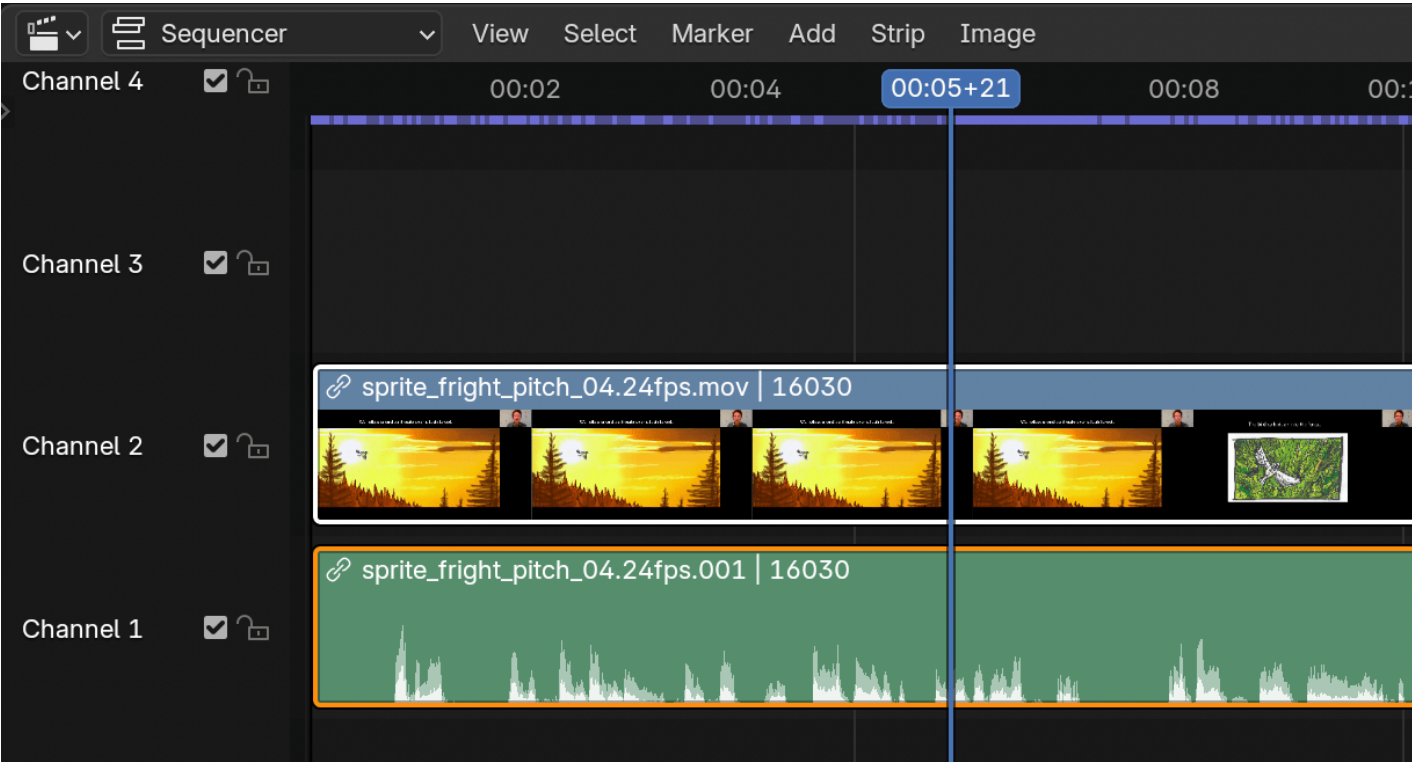 Sequencer View Select Marker Add Strip Image
Channel 4
00:02 00:04 00:05+21 00:08
Channel 3
sprite_fright_pitch_04.24fps.mov | 16030
Channel 2
sprite_fright_pitch_04.24fps.001 | 16030
Channel 1